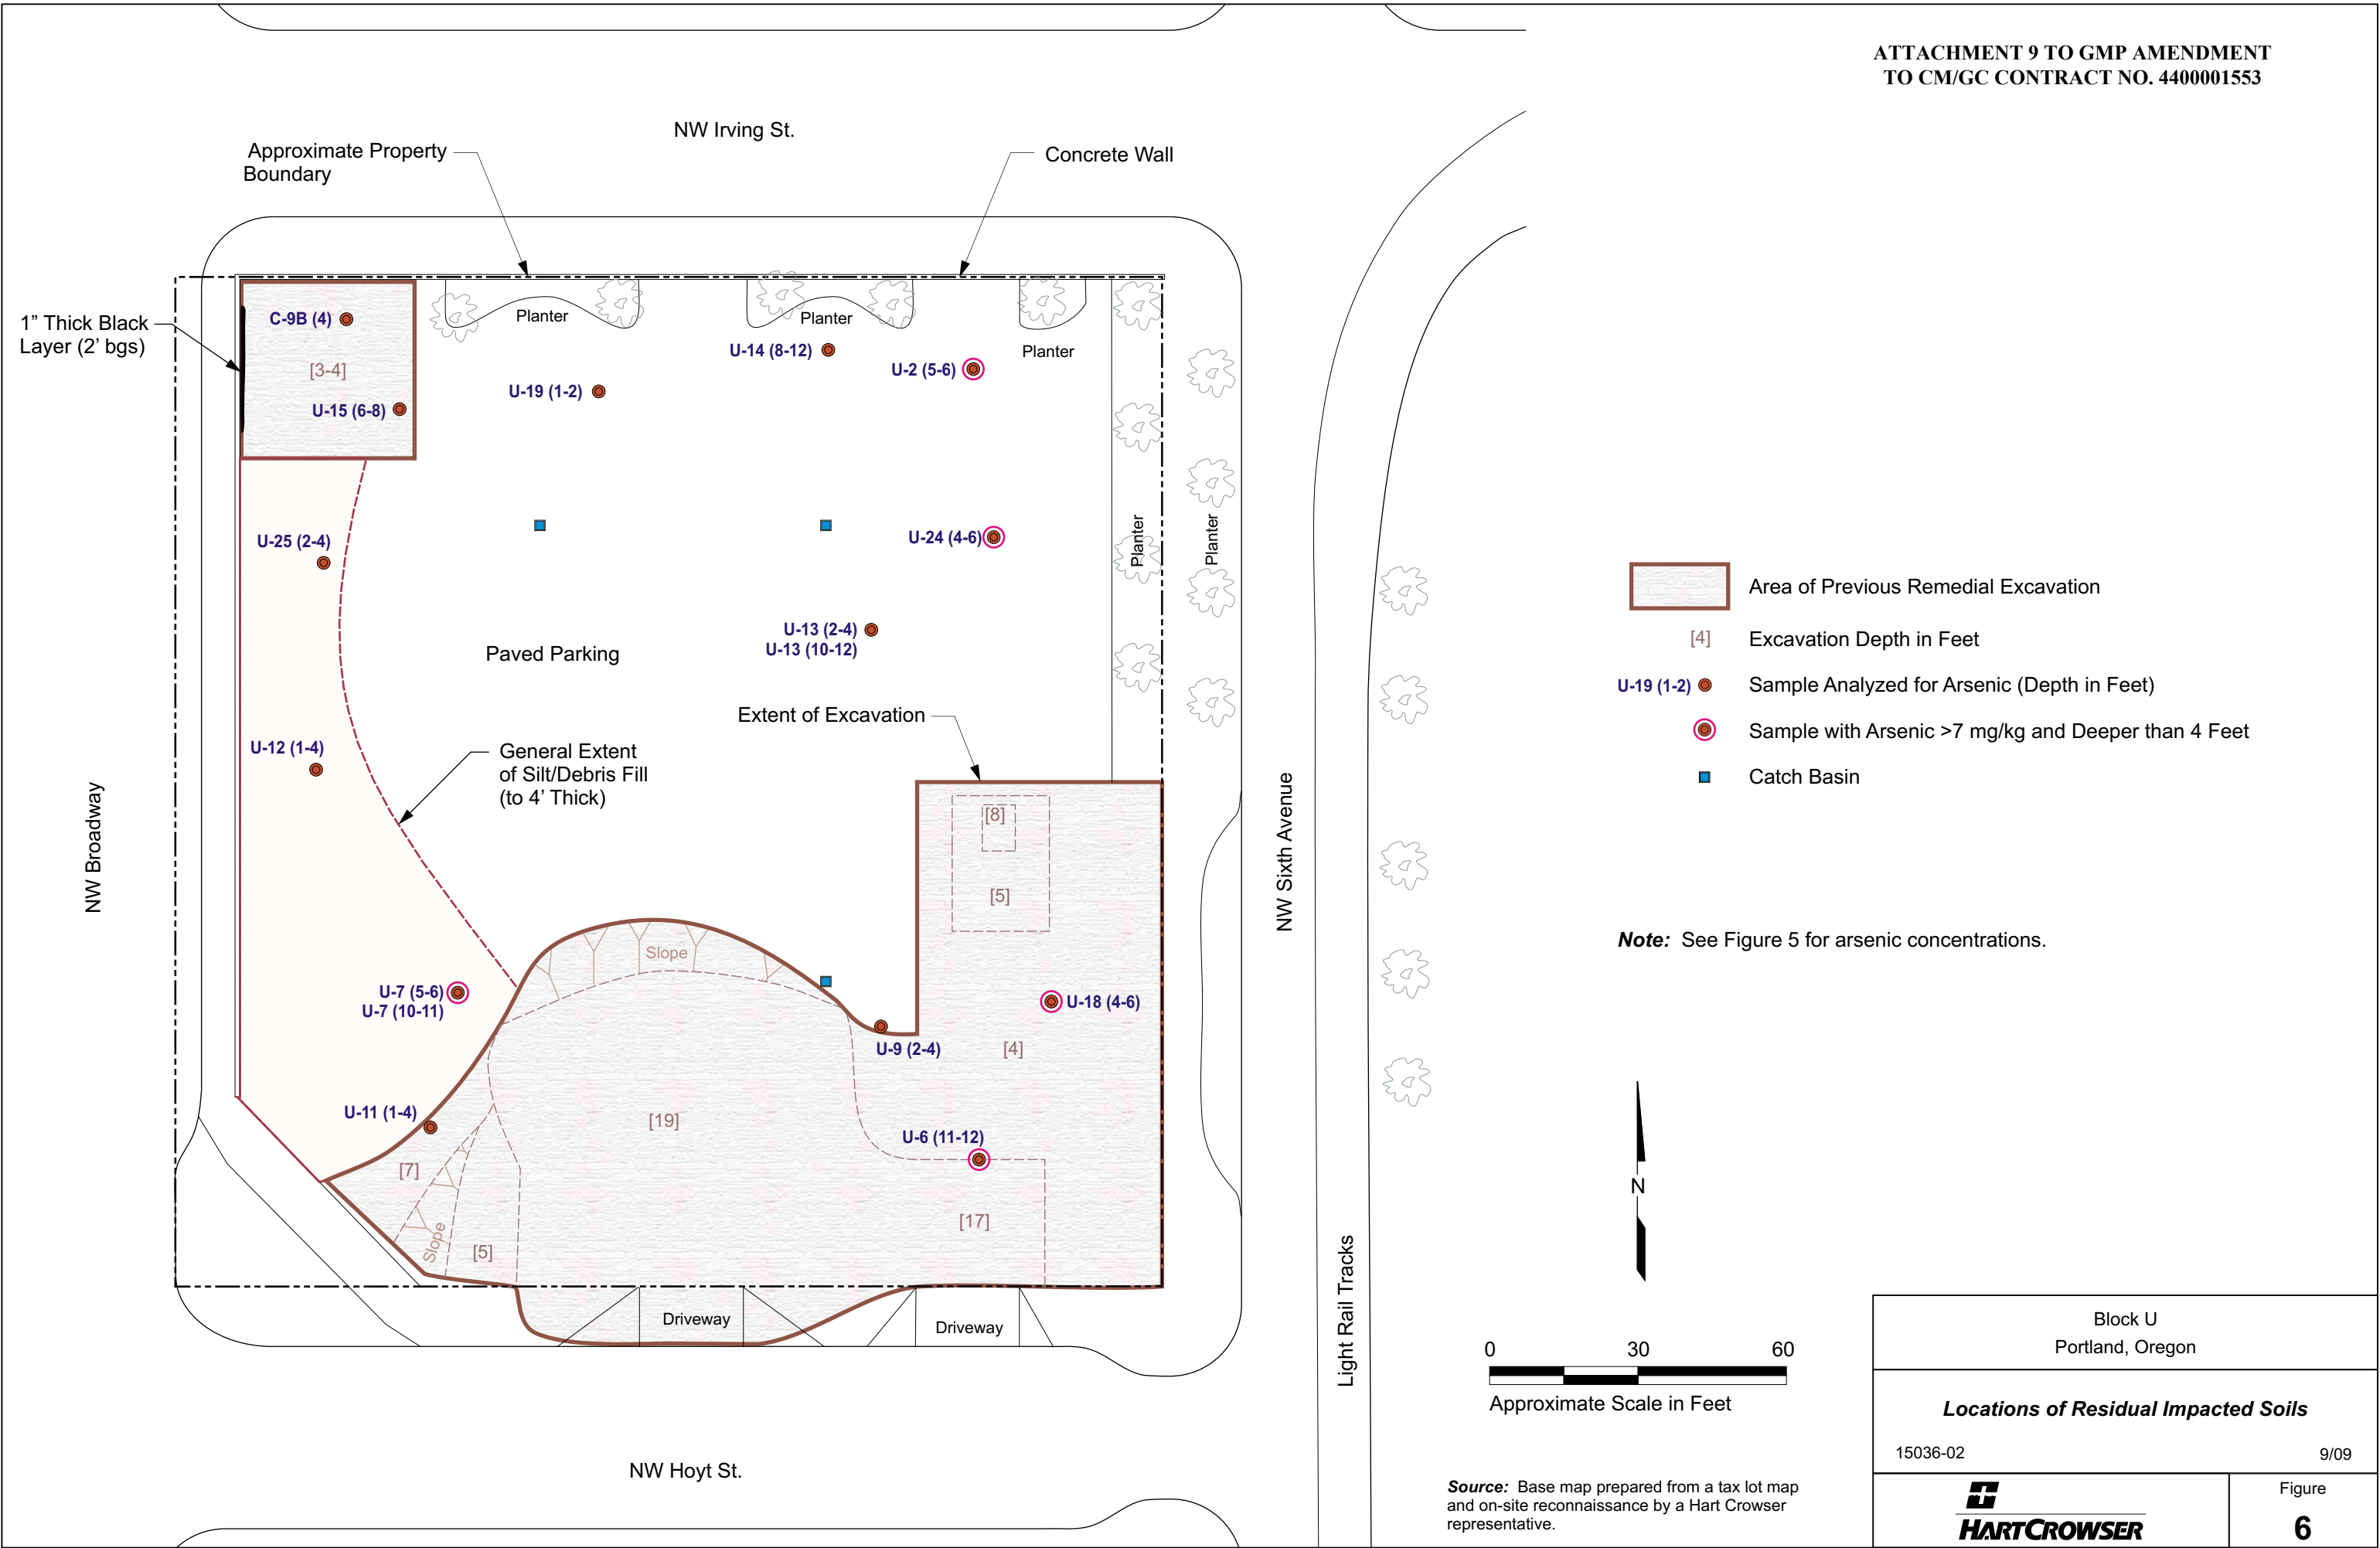 ATTACHMENT 9 TO GMP AMENDMENT
TO CM/GC CONTRACT NO. 4400001553
NW Irving St.
Approximate Property
Boundary
Concrete Wall
1” Thick Black
Layer (2’ bgs)
C-9B (4)
[3-4]
U-15 (6-8)
Planter
Planter
Planter
U-14 (8-12)
U-2 (5-6)
U-19 (1-2)
U-25 (2-4)
U-24 (4-6)
Planter
Planter
U-13 (2-4)
U-13 (10-12)
Paved Parking
Extent of Excavation
U-12 (1-4)
General Extent
of Silt/Debris Fill
(to 4’ Thick)
NW Broadway
NW Sixth Avenue
[8]
[5]
Slope
U-7 (5-6)
U-7 (10-11)
U-18 (4-6)
U-9 (2-4)
[4]
U-11 (1-4)
[19]
U-6 (11-12)
[7]
[17]
Slope
[5]
Driveway
Driveway
Light Rail Tracks
NW Hoyt St.
Area of Previous Remedial Excavation
[4] Excavation Depth in Feet
U-19 (1-2) Sample Analyzed for Arsenic (Depth in Feet)
Sample with Arsenic >7 mg/kg and Deeper than 4 Feet
Catch Basin
Note: See Figure 5 for arsenic concentrations.
N
0 30 60
Approximate Scale in Feet
Source: Base map prepared from a tax lot map
and on-site reconnaissance by a Hart Crowser
representative.
Block U
Portland, Oregon
Locations of Residual Impacted Soils
15036-02 9/09
HARTCROWSER
Figure
6